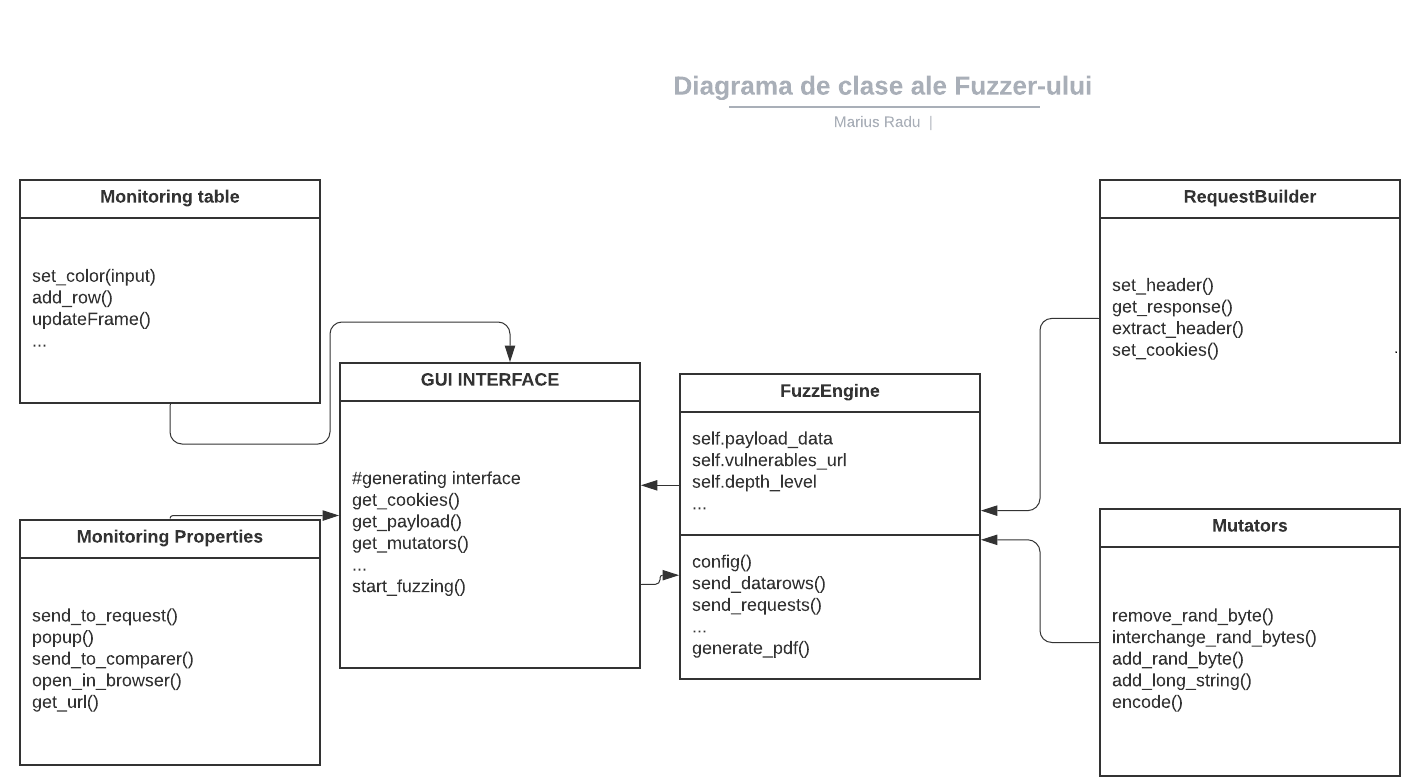 Diagrama de clase ale Fuzzer-ului
Marius Radu |
Monitoring table
set_color(input)
add_row()
updateFrame()
...
Monitoring Properties
send_to_request()
popup()
send_to_comparer()
open_in_browser()
get_url()
GUI INTERFACE
#generating interface
get_cookies()
get_payload()
get_mutators()
...
start_fuzzing()
FuzzEngine
self.payload_data
self.vulnerables_url
self.depth_level
...
config()
send_datarows()
send_requests()
...
generate_pdf()
RequestBuilder
set_header()
get_response()
extract_header()
set_cookies() .
Mutators
remove_rand_byte()
interchange_rand_bytes()
add_rand_byte()
add_long_string()
encode()